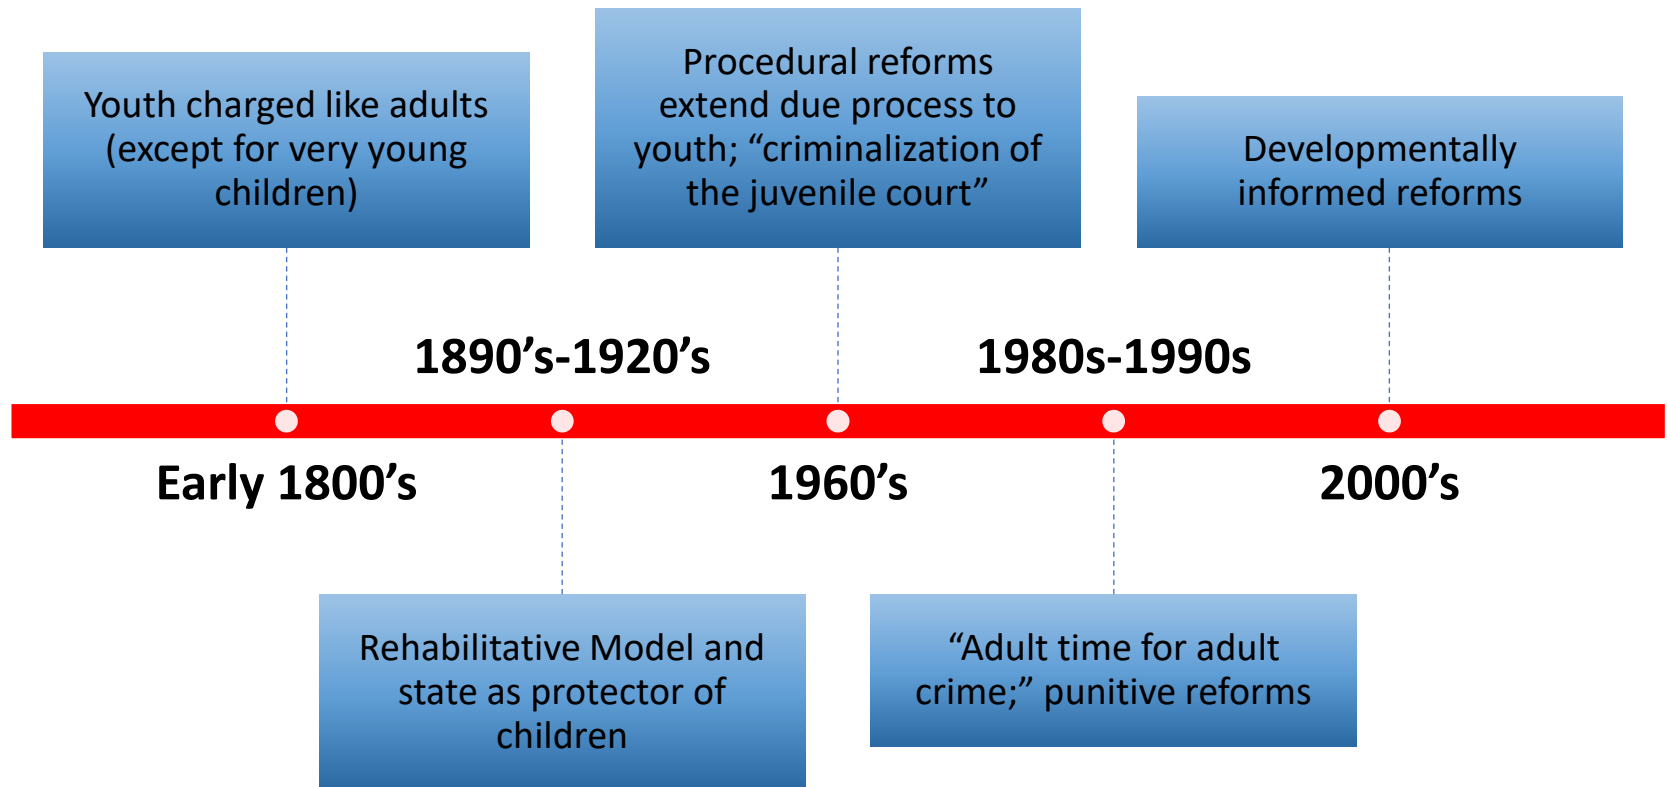 Youth charged like adults
(except for very young
children)
Procedural reforms
extend due process to
youth; “criminalization of
the juvenile court”
Developmentally
informed reforms
1890’s-1920’s
1980s-1990s
Early 1800’s
1960’s
2000’s
Rehabilitative Model and
state as protector of
children
“Adult time for adult
crime;” punitive reforms